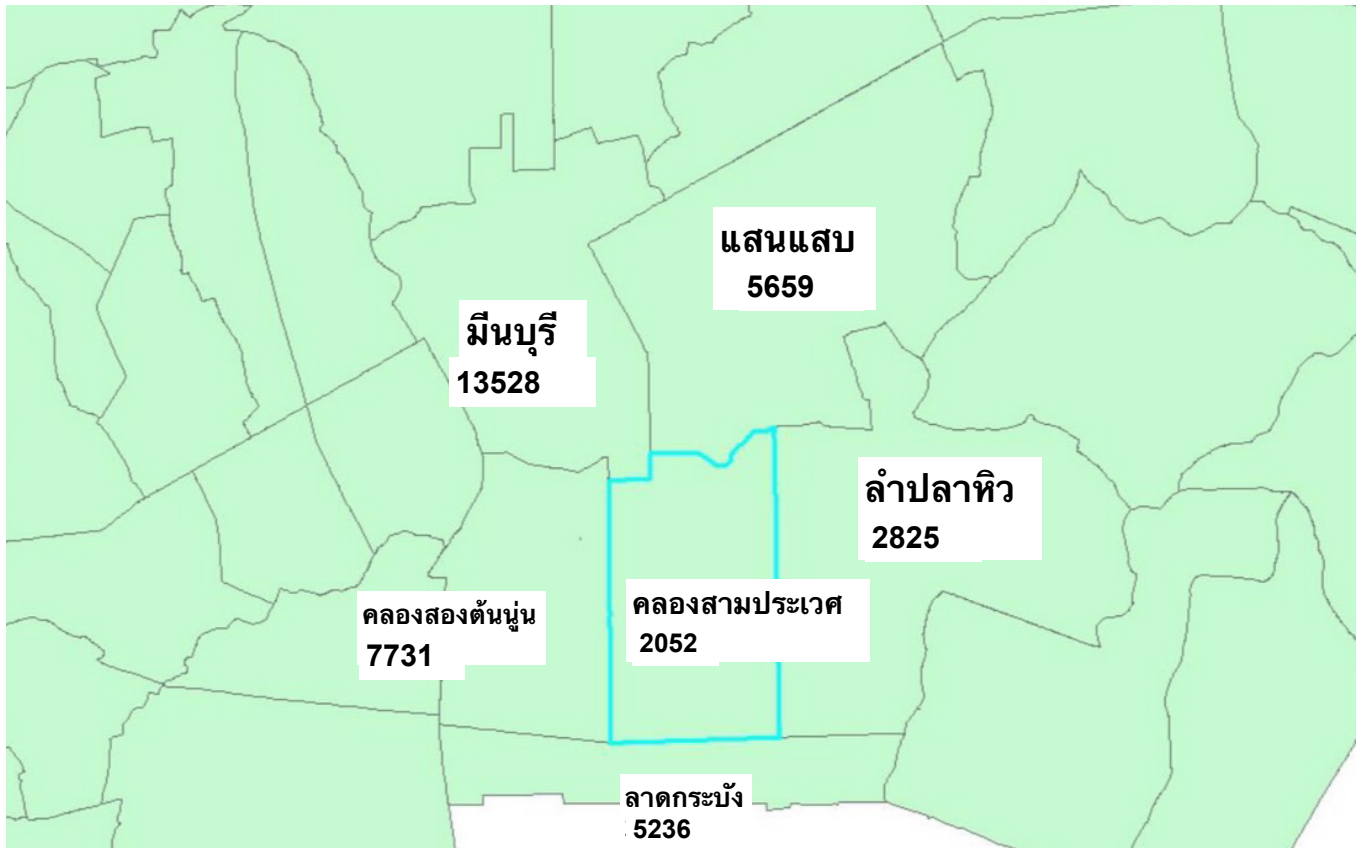 แสนแสบ
5659
มีนบุรี
13528
ลำปลาทิว
2825
คลองสามประเวศ
2052
คลองสองต้นนุ่น
7731
ลาดกระบัง
5236